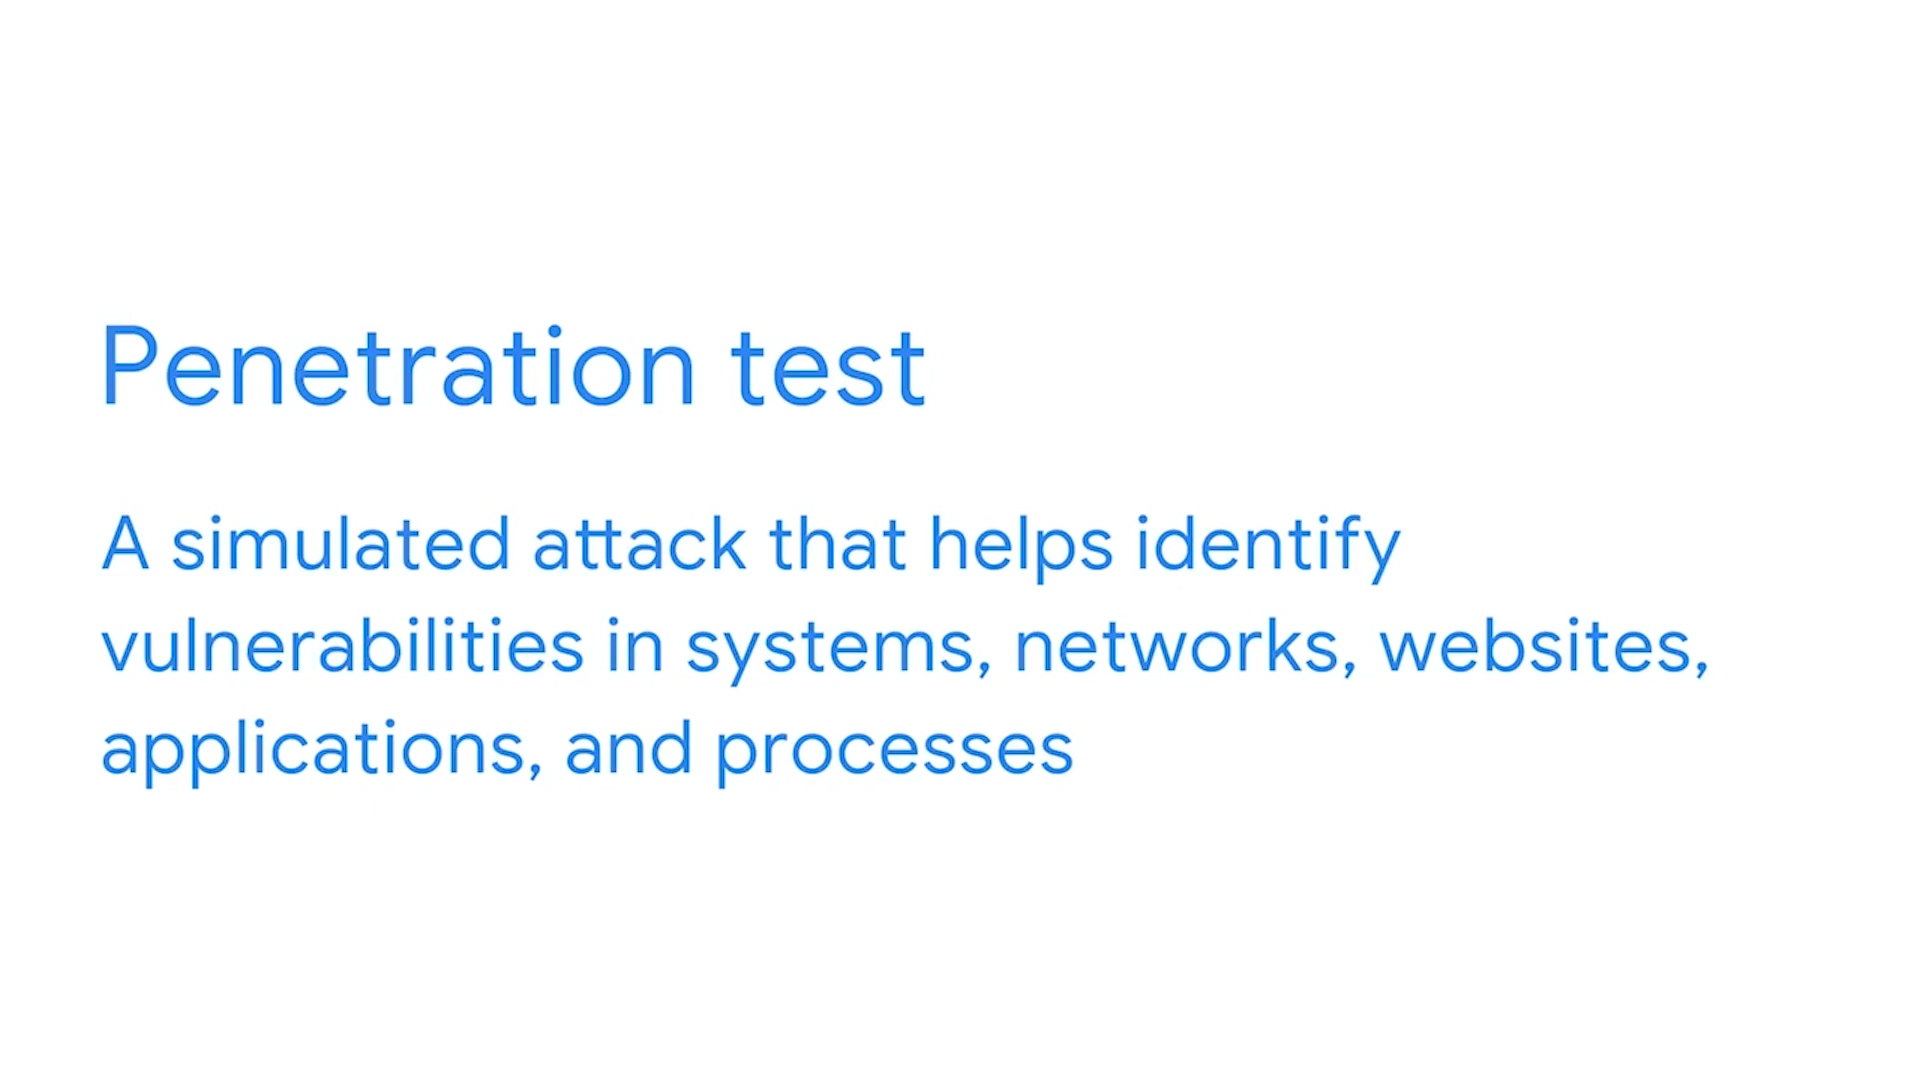 Penetration test
A simulated attack that helps identify
vulnerabilities in systems, networks, websites,
applications, and processes